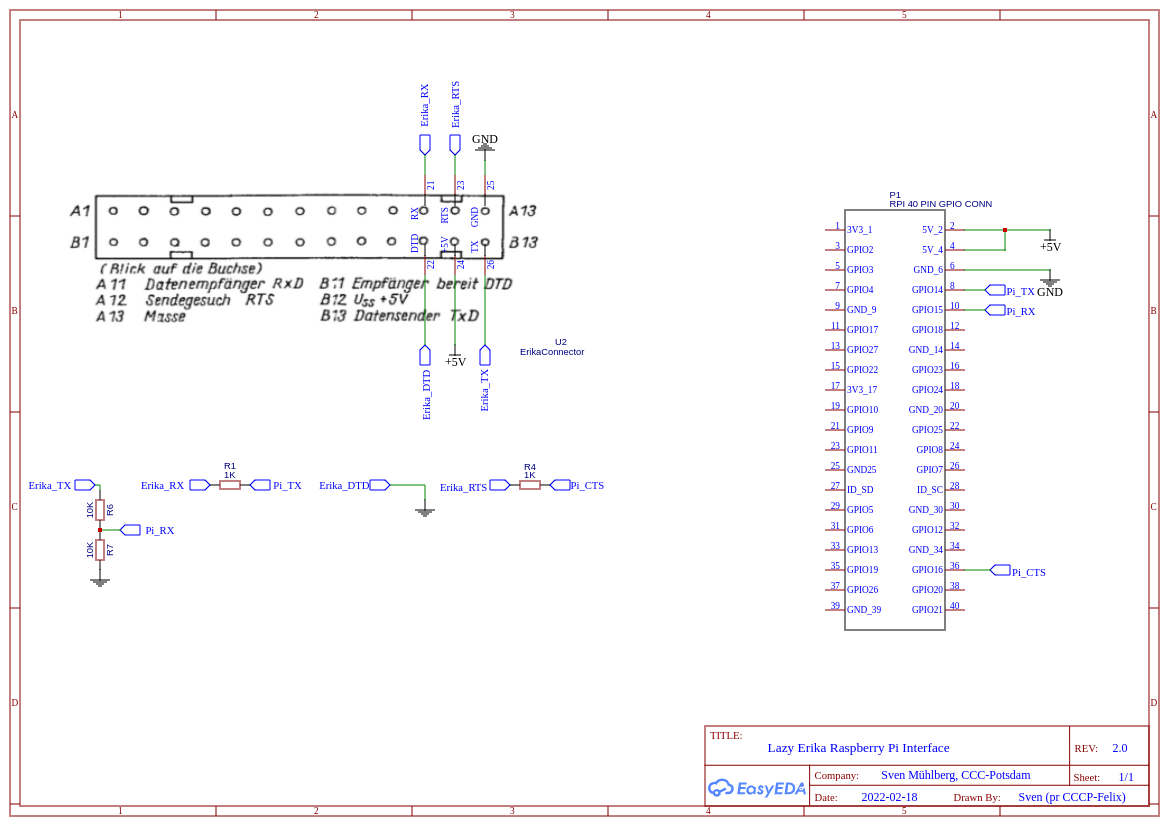 1 2 3 4 5
A A
B B
C C
D D
Erika_RX
Erika_RTS
GND
21 23 25
A1 RX RTS GND A13
B1 DTD +5V TX B13
22 24 26
(Blick auf die Buchse)
A11 Datenempfänger RxD B11 Empfänger bereit DTD
A12 Sendegesuch RTS B12 Uss +5V
A13 Masse B13 Datensender TxD
U2
ErikaConnector
+5V
Erika_DTD
Erika_TX
P1
RPI 40 PIN GPIO CONN
1 3V3_1 5V_2 2
3 GPIO2 5V_4 4
+5V
5 GPIO3 GND_6 6
7 GPIO4 GPIO14 8 Pi_TX GND
9 GND_9 GPIO15 10 Pi_RX
11 GPIO17 GPIO18 12
13 GPIO27 GND_14 14
15 GPIO22 GPIO23 16
17 3V3_17 GPIO24 18
19 GPIO10 GND_20 20
21 GPIO9 GPIO25 22
23 GPIO11 GPIO8 24
25 GND25 GPIO7 26
27 ID_SD ID_SC 28
29 GPIO5 GND_30 30
31 GPIO6 GPIO12 32
33 GPIO13 GND_34 34
35 GPIO19 GPIO16 36 Pi_CTS
37 GPIO26 GPIO20 38
39 GND_39 GPIO21 40
R1
1K
R4
1K
Erika_TX Erika_RX Pi_TX Erika_DTD Erika_RTS Pi_CTS
10K R6
Pi_RX
10K R7
TITLE:
Lazy Erika Raspberry Pi Interface
REV: 2.0
EasyEDA
Company: Sven Mühlberg, CCC-Potsdam
Sheet: 1/1
Date: 2022-02-18 Drawn By: Sven (pr CCCP-Felix)
1 2 3 4 5